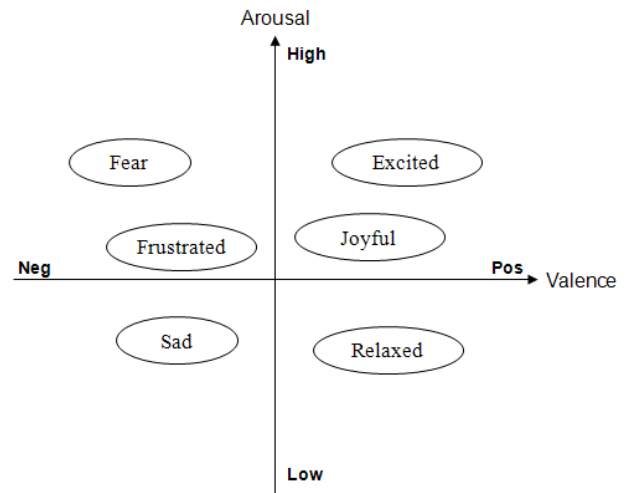 Arousal
High
Fear
Excited
Frustrated
Joyful
Neg
Pos
Valence
Sad
Relaxed
Low